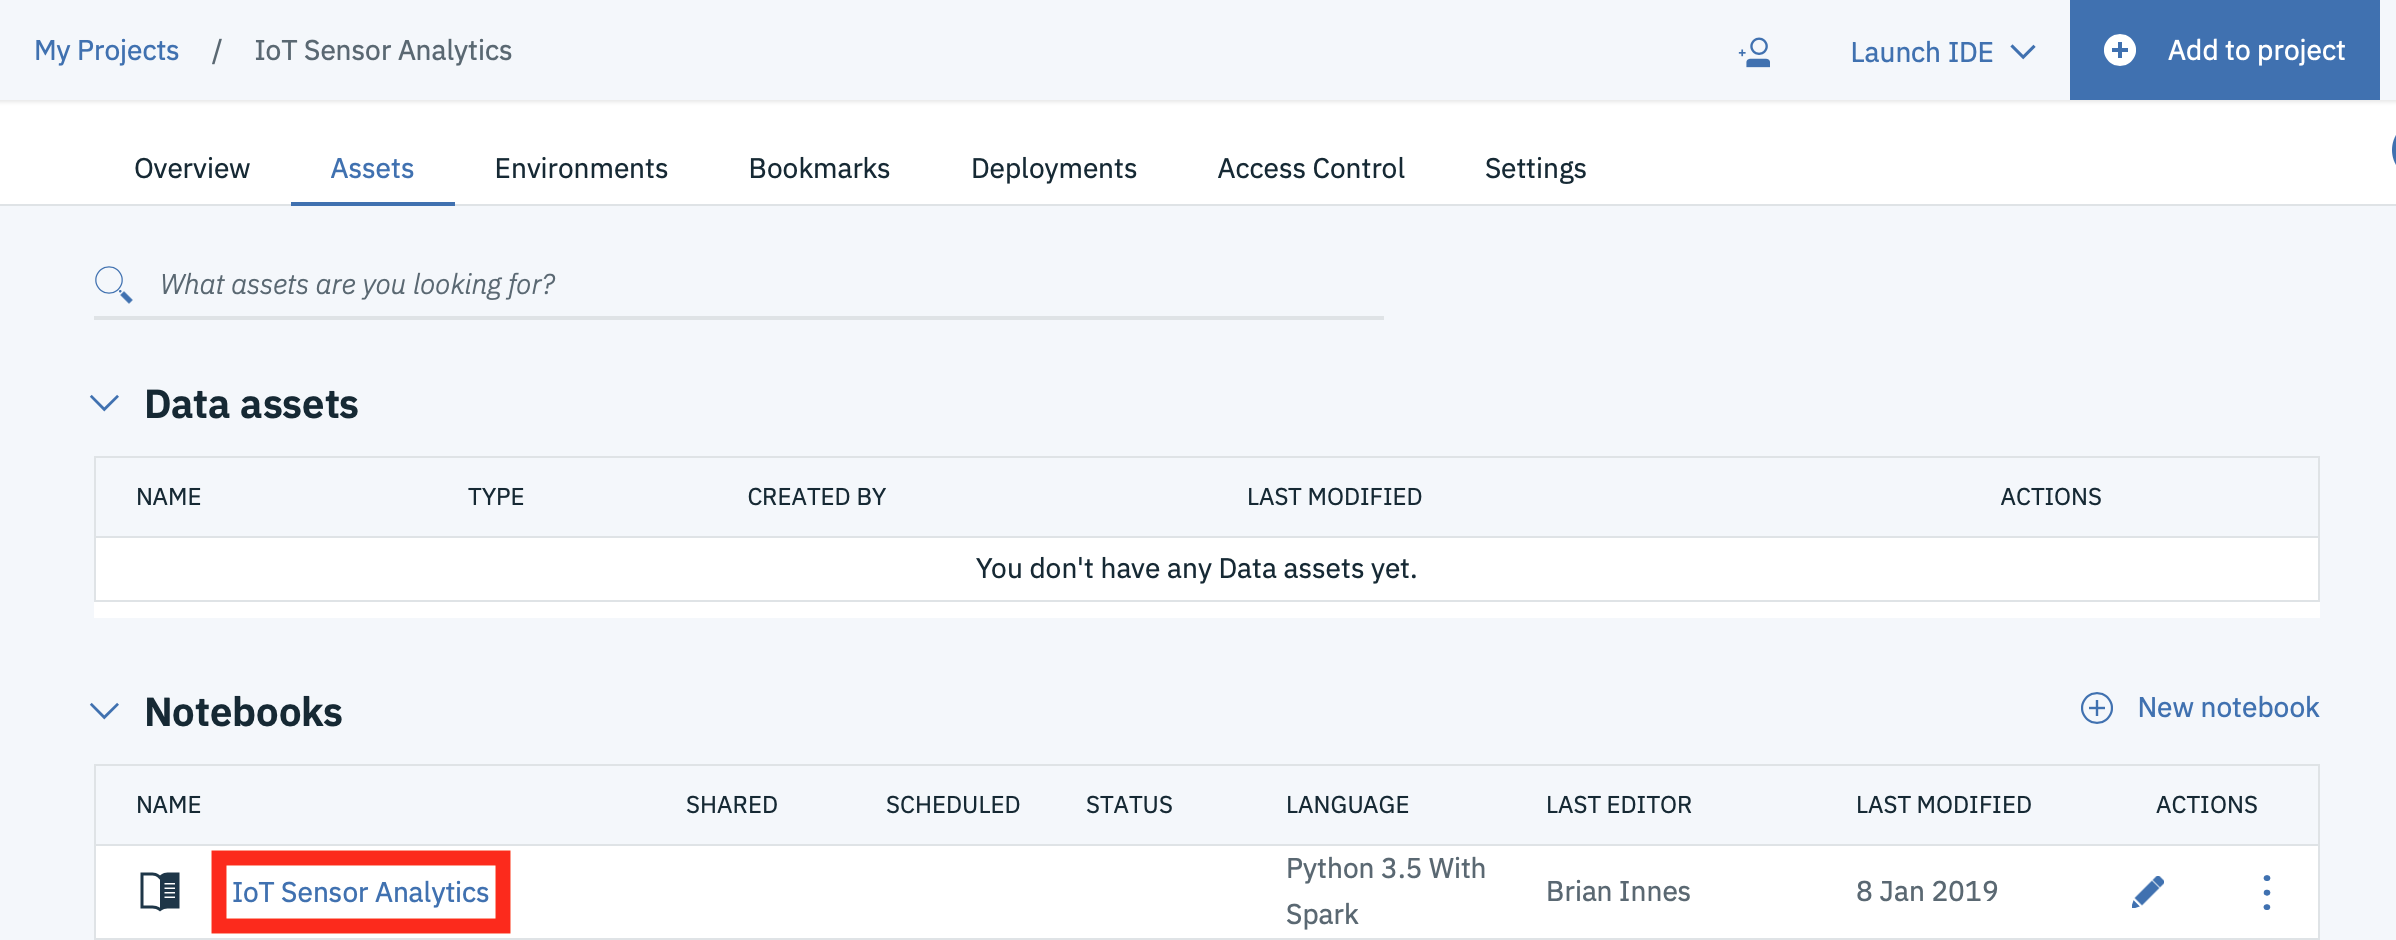 My Projects / IoT Sensor Analytics Launch IDE Add to project
Overview Assets Environments Bookmarks Deployments Access Control Settings
What assets are you looking for?
Data assets
NAME TYPE CREATED BY LAST MODIFIED ACTIONS
You don't have any Data assets yet.
Notebooks New notebook
NAME SHARED SCHEDULED STATUS LANGUAGE LAST EDITOR LAST MODIFIED ACTIONS
IoT Sensor Analytics Python 3.5 With Brian Innes 8 Jan 2019
Spark